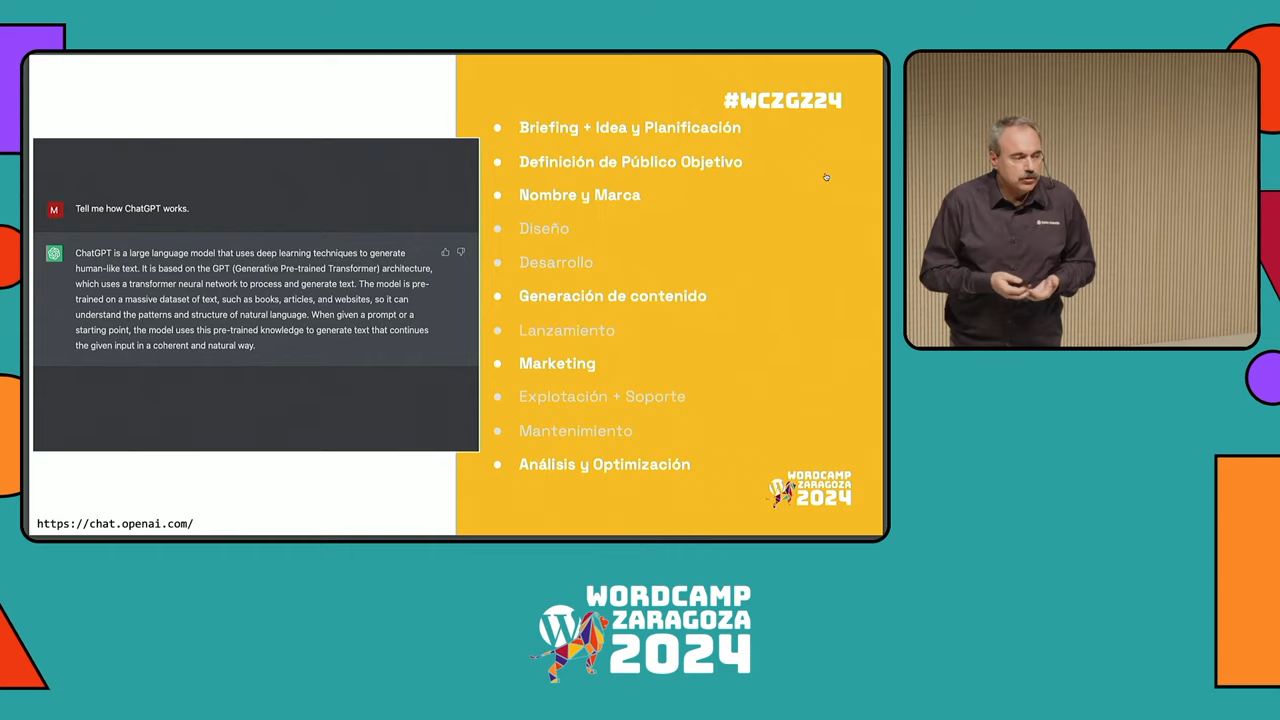 #WCZGZ24
M
Tell me how ChatGPT works.
ChatGPT is a large language model that uses deep learning techniques to generate
human-like text. It is based on the GPT (Generative Pre-trained Transformer) architecture,
which uses a transformer neural network to process and generate text. The model is pre-
trained on a massive dataset of text, such as books, articles, and websites, so it can
understand the patterns and structure of natural language. When given a prompt or a
starting point, the model uses this pre-trained knowledge to generate text that continues
the given input in a coherent and natural way.
https://chat.openai.com/
Briefing + Idea y Planificación
Definición de Público Objetivo
Nombre y Marca
Diseño
Desarrollo
Generación de contenido
Lanzamiento
Marketing
Explotación + Soporte
Mantenimiento
Análisis y Optimización
WORDCAMP
ZARAGOZA
2024
WORDCAMP
ZARAGOZA
2024